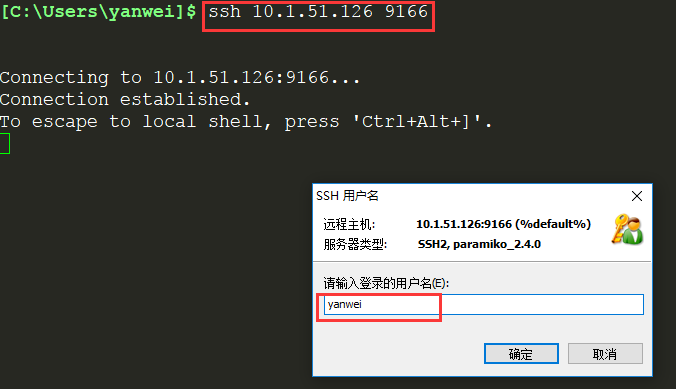 [C:\Users\yanwei]$ ssh 10.1.51.126 9166
Connecting to 10.1.51.126:9166...
Connection established.
To escape to local shell, press 'Ctrl+Alt+]'.
SSH 用户名
远程主机: 10.1.51.126:9166 (%default%)
服务器类型: SSH2, paramiko_2.4.0
请输入登录的用户名(E):
yanwei
确定 取消